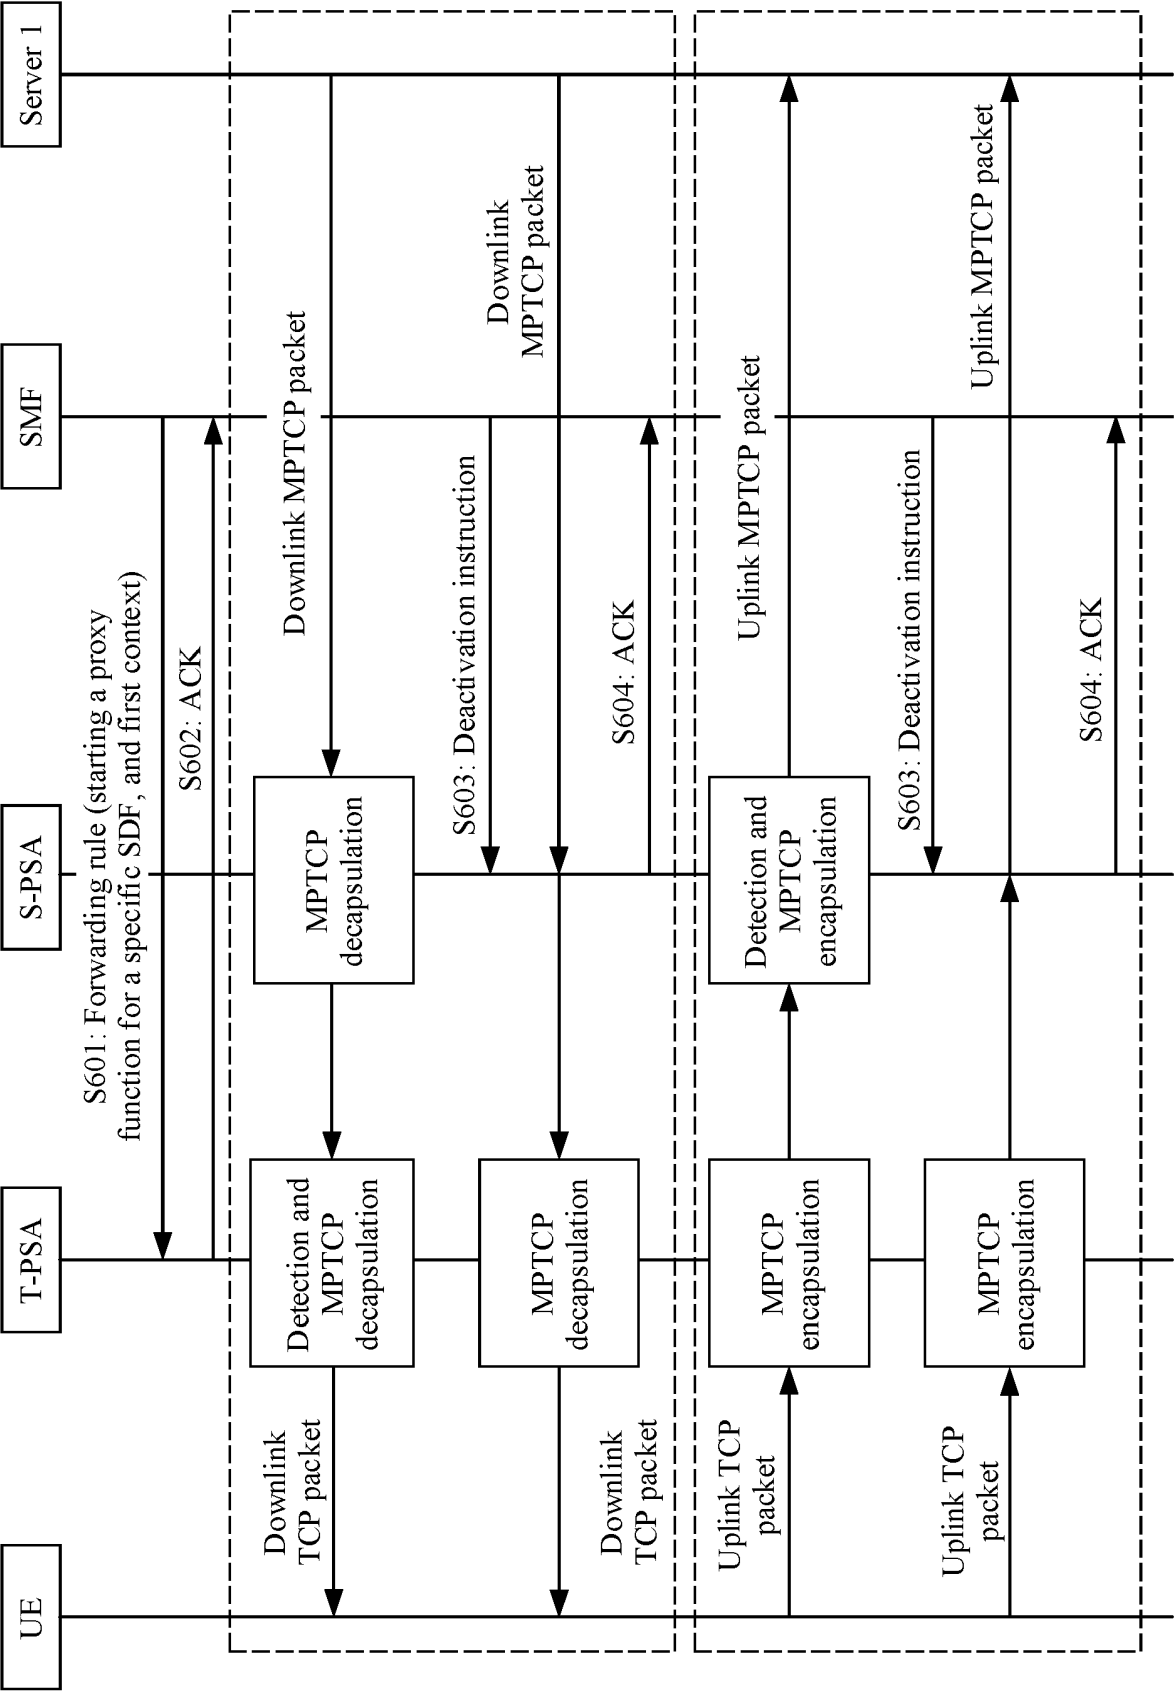 UE
T-PSA
S-PSA
SMF
Server 1
S601: Forwarding rule (starting a proxy
function for a specific SDF, and first context)
S602: ACK
Downlink MPTCP packet
MPTCP
decapsulation
Detection and
MPTCP
decapsulation
Downlink
TCP packet
S603: Deactivation instruction
Downlink
MPTCP packet
MPTCP
decapsulation
Downlink
TCP packet
S604: ACK
Uplink TCP
packet
MPTCP
encapsulation
Detection and
MPTCP
encapsulation
Uplink MPTCP packet
S603: Deactivation instruction
Uplink TCP
packet
MPTCP
encapsulation
Uplink MPTCP packet
S604: ACK